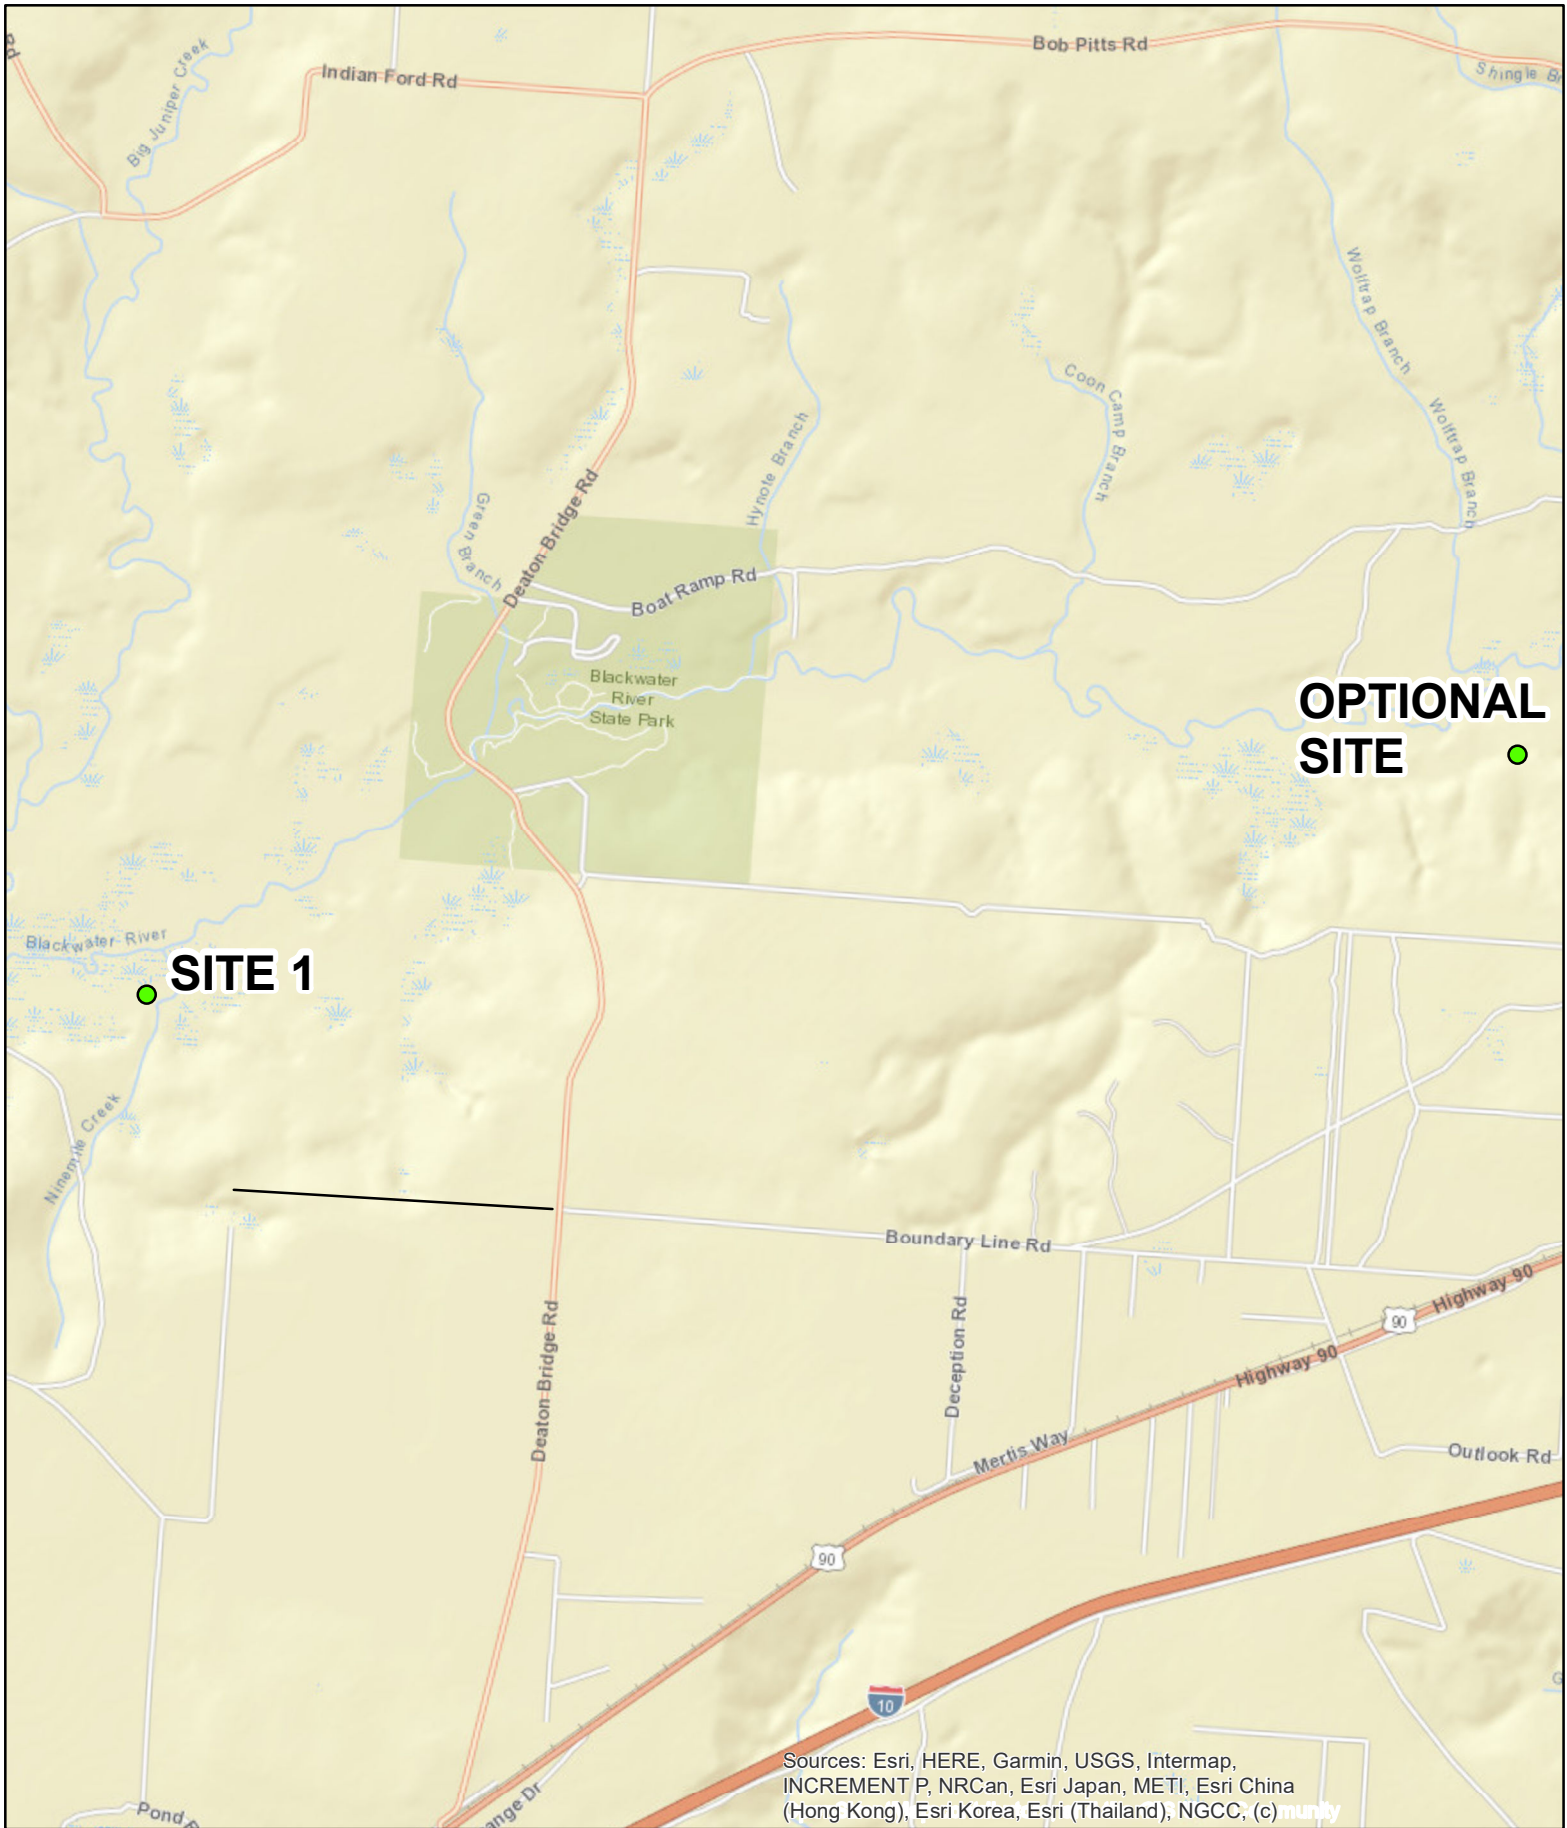 Rd
Big Juniper Creek
Indian Ford Rd
Bob Pitts Rd
Shingle Br
Wolftrap Branch
Coon Camp Branch
Wolftrap Branch
Hynote Branch
Green Branch
Deaton Bridge Rd
Boat Ramp Rd
Blackwater
River
State Park
OPTIONAL
SITE
Blackwater River
SITE 1
Ninemile Creek
Boundary Line Rd
Deaton Bridge Rd
Deception Rd
Highway 90
90
Highway 90
Mertis Way
Outlook Rd
90
10
G
Sources: Esri, HERE, Garmin, USGS, Intermap,
INCREMENT P, NRCan, Esri Japan, METI, Esri China
(Hong Kong), Esri Korea, Esri (Thailand), NGCC, (c)
munity
Pond
ange Dr